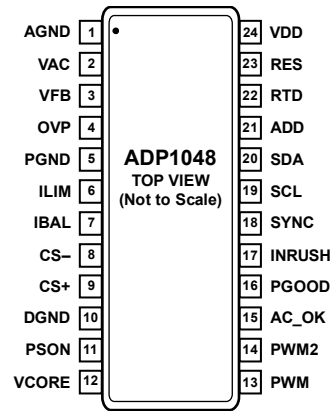 AGND 1 24 VDD
VAC 2 23 RES
VFB 3 22 RTD
OVP 4 21 ADD
PGND 5 ADP1048 20 SDA
TOP VIEW
ILIM 6 (Not to Scale) 19 SCL
IBAL 7 18 SYNC
CS– 8 17 INRUSH
CS+ 9 16 PGOOD
DGND 10 15 AC_OK
PSON 11 14 PWM2
VCORE 12 13 PWM